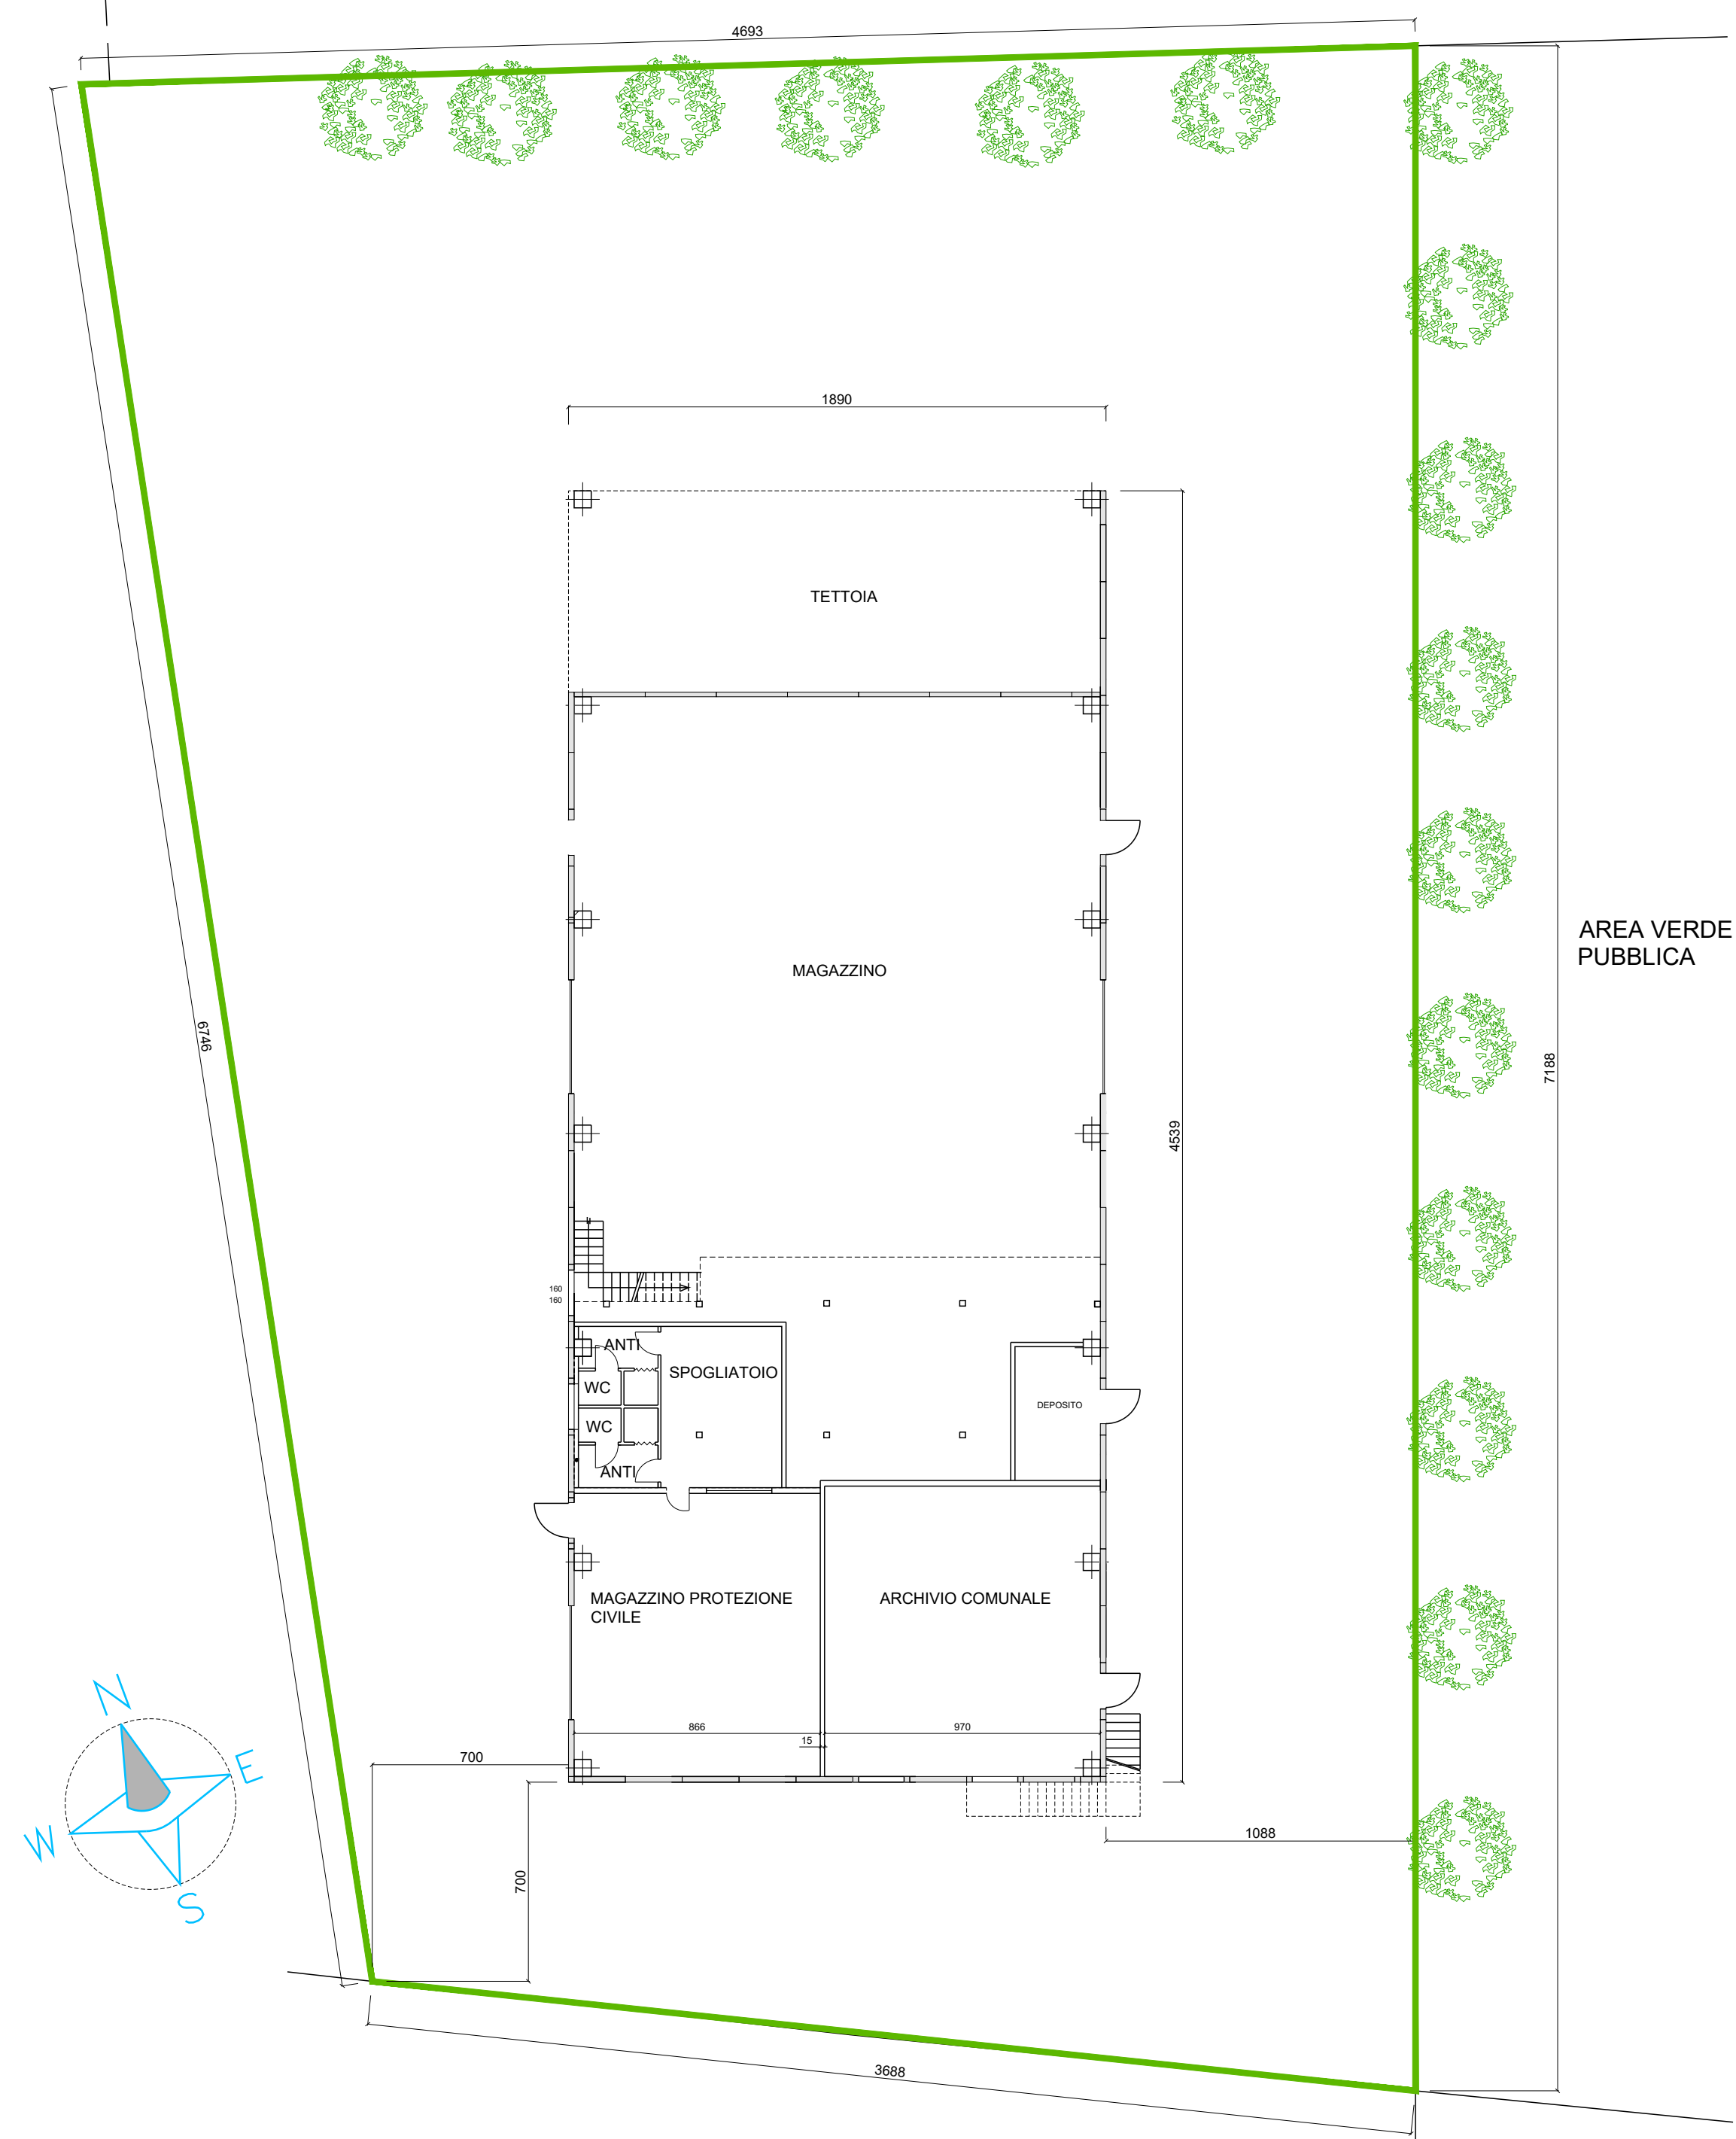 4693
1890
TETTOIA
AREA VERDE
PUBBLICA
MAGAZZINO
6746
7188
4539
160
160
ANTI
SPOGLIATOIO
WC
DEPOSITO
WC
ANTI
MAGAZZINO PROTEZIONE
CIVILE
ARCHIVIO COMUNALE
N
866
970
15
700
E
W
1088
700
S
3688